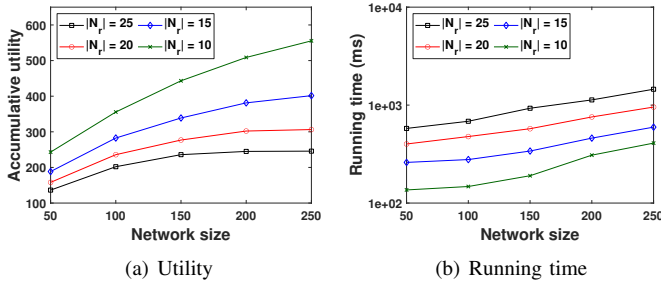 |N_r| = 25
|N_r| = 15
|N_r| = 20
|N_r| = 10
Accumulative utility
600
500
400
300
200
100
50
100
150
200
250
Network size
(a) Utility
|N_r| = 25
|N_r| = 15
|N_r| = 20
|N_r| = 10
Running time (ms)
1e+04
1e+03
1e+02
50
100
150
200
250
Network size
(b) Running time